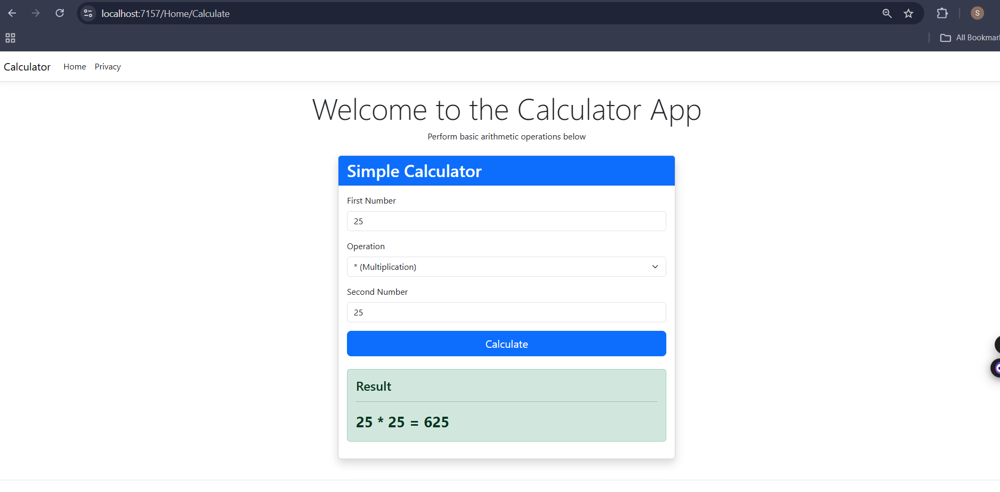 localhost:7157/Home/Calculate
S
All Bookmar
Calculator Home Privacy
Welcome to the Calculator App
Perform basic arithmetic operations below
Simple Calculator
First Number
25
Operation
* (Multiplication)
Second Number
25
Calculate
Result
25 * 25 = 625